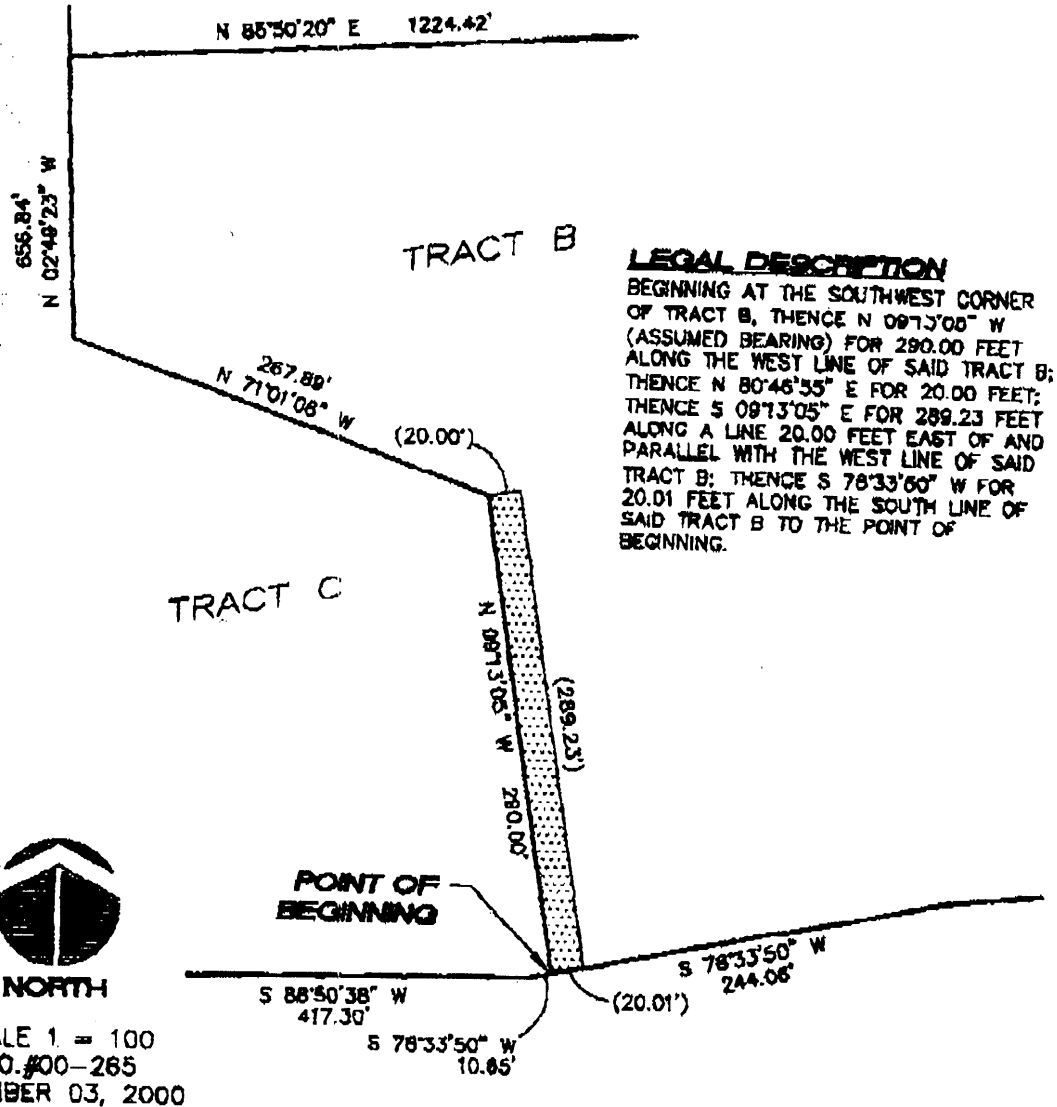 N 85°50'20" E 1224.42'
656.84'
N 02°48'23" W
TRACT B
LEGAL DESCRIPTION
BEGINNING AT THE SOUTHWEST CORNER
OF TRACT B, THENCE N 09°13'05" W
(ASSUMED BEARING) FOR 290.00 FEET
ALONG THE WEST LINE OF SAID TRACT B;
THENCE N 80°46'55" E FOR 20.00 FEET;
THENCE S 09°13'05" E FOR 289.23 FEET
ALONG A LINE 20.00 FEET EAST OF AND
PARALLEL WITH THE WEST LINE OF SAID
TRACT B; THENCE S 78°33'50" W FOR
20.01 FEET ALONG THE SOUTH LINE OF
SAID TRACT B TO THE POINT OF
BEGINNING.
267.89'
N 71°01'08" W
(20.00')
TRACT C
N 09°13'05" W 290.00'
(289.23')
POINT OF
BEGINNING
NORTH
S 88°50'38" W
417.30'
S 78°33'50" W
10.65'
(20.01')
S 78°33'50" W
244.06'
ALE 1 = 100
O.#00-265
BER 03, 2000